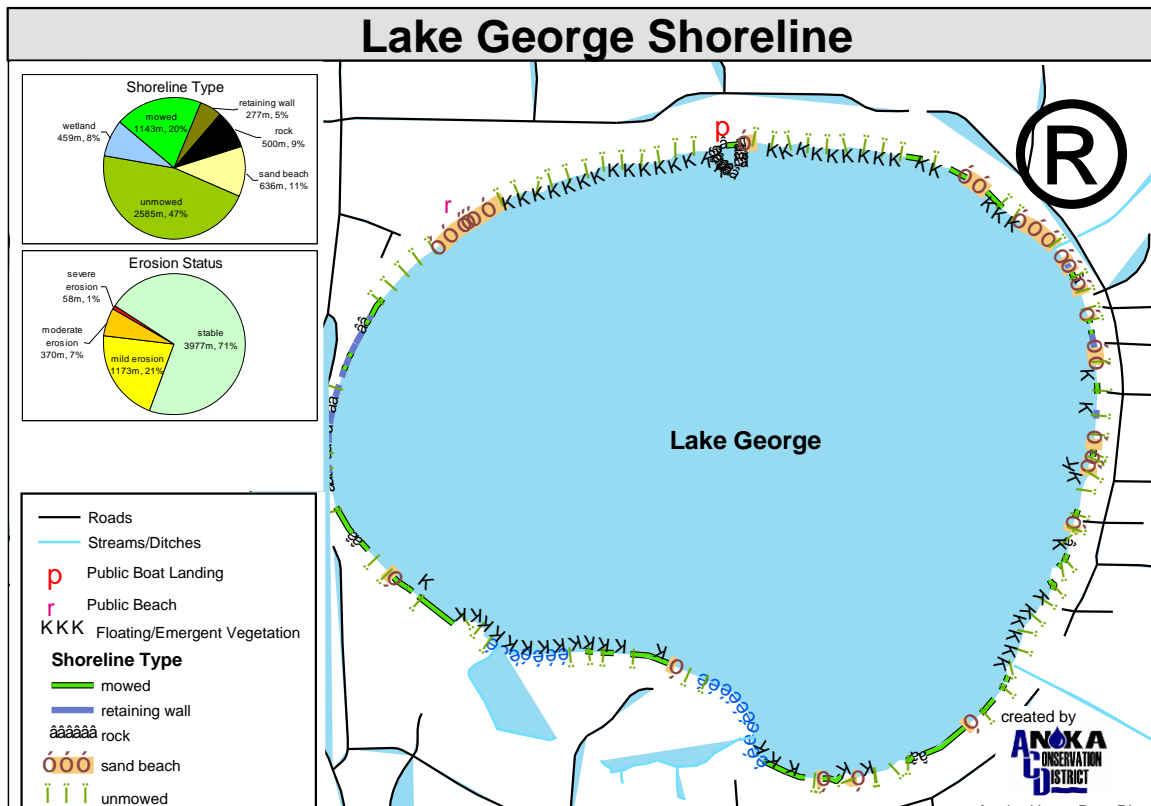 Lake George Shoreline
Shoreline Type
mowed
1143m, 20%
retaining wall
277m, 5%
rock
500m, 9%
sand beach
636m, 11%
unmowed
2585m, 47%
wetland
459m, 8%
Erosion Status
severe
erosion
58m, 1%
moderate
erosion
370m, 7%
mild erosion
1173m, 21%
stable
3977m, 71%
p
r
®
Lake George
Roads
Streams/Ditches
p Public Boat Landing
r Public Beach
KKK Floating/Emergent Vegetation
Shoreline Type
mowed
retaining wall
ââââââ rock
ÓÓÓ sand beach
Ï Ï Ï unmowed
created by
ANOKA
CONSERVATION
DISTRICT